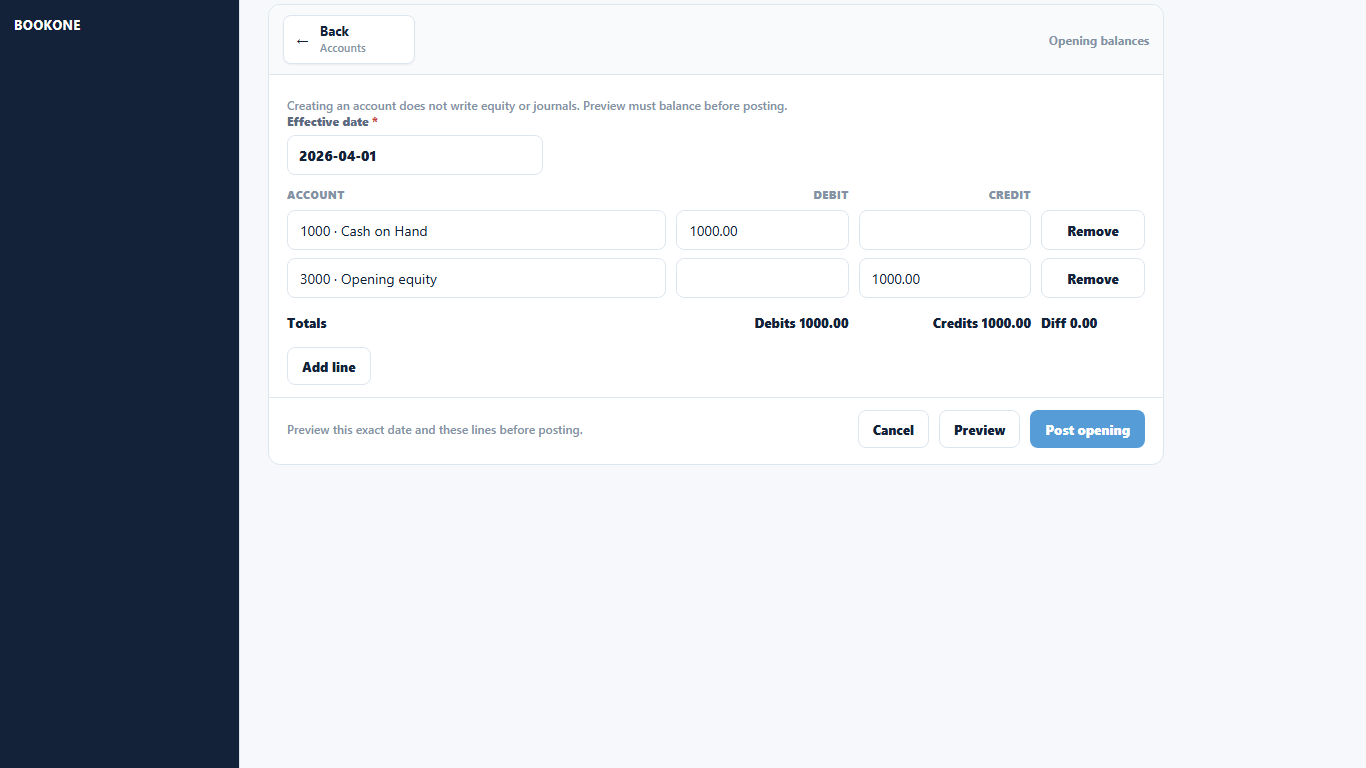 BOOKONE
← Back
Accounts
Opening balances
Creating an account does not write equity or journals. Preview must balance before posting.
Effective date *
2026-04-01
ACCOUNT DEBIT CREDIT
1000 · Cash on Hand 1000.00 Remove
3000 · Opening equity 1000.00 Remove
Totals Debits 1000.00 Credits 1000.00 Diff 0.00
Add line
Preview this exact date and these lines before posting. Cancel Preview Post opening